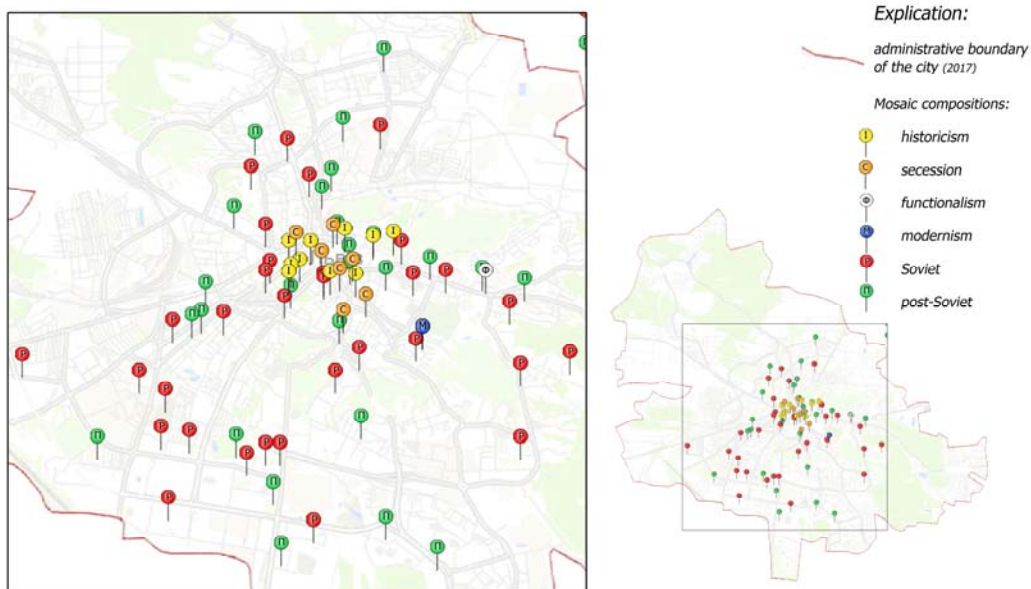 Explication:
administrative boundary
of the city (2017)
Mosaic compositions:
I historicism
C secession
Ф functionalism
M modernism
P Soviet
П post-Soviet